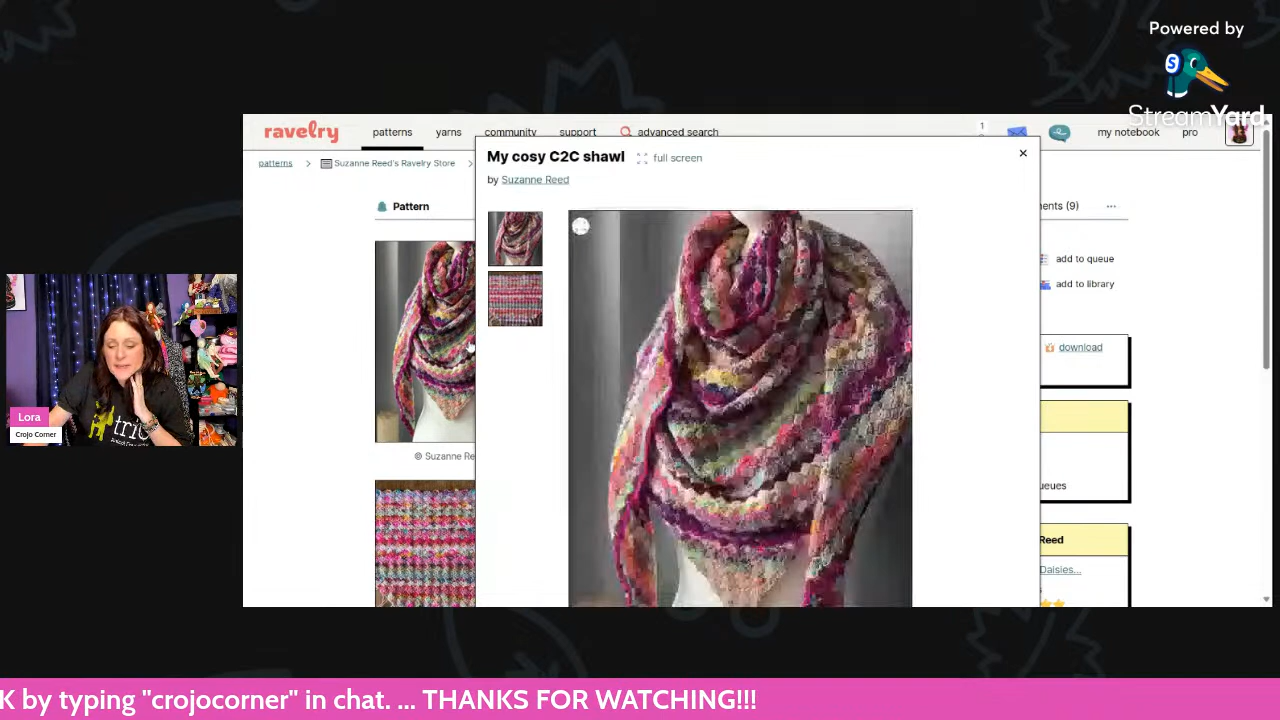 Powered by
StreamYard
ravelry
patterns
yarns
community
support
advanced search
1
my notebook
pro
patterns
Suzanne Reed's Ravelry Store
My cosy C2C shawl
full screen
by Suzanne Reed
Pattern
ents (9)
add to queue
add to library
download
© Suzanne Re
ueues
Reed
Daisies...
Lora
Crojo Corner
K by typing "crojocorner" in chat. ... THANKS FOR WATCHING!!!